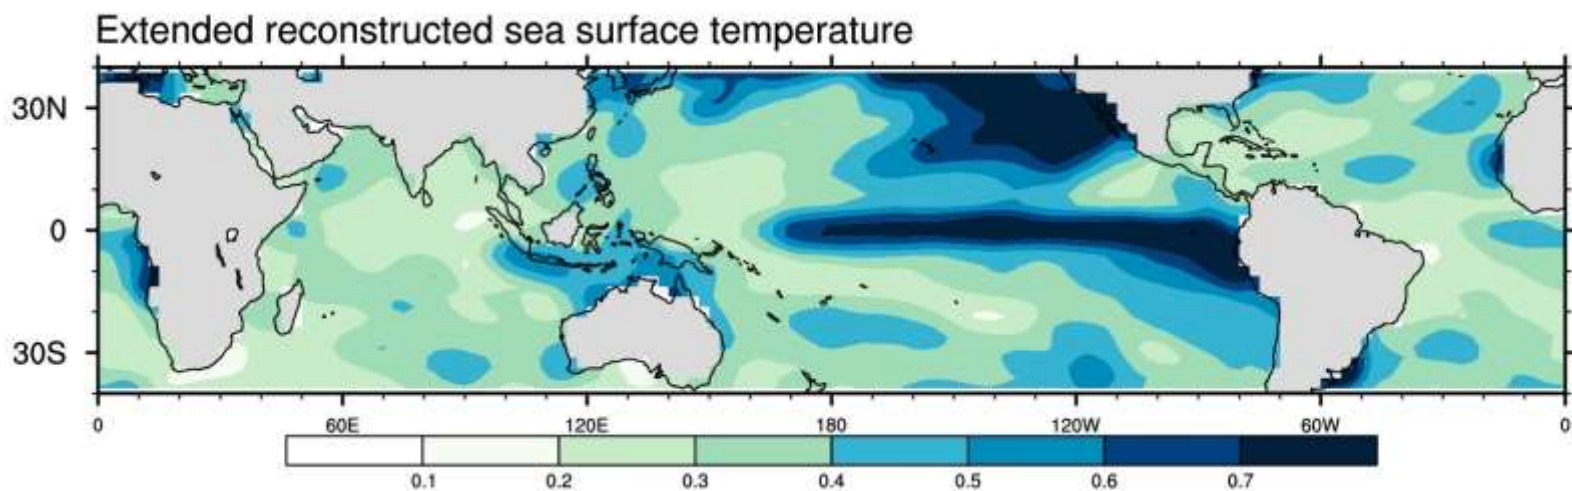 Extended reconstructed sea surface temperature
30N
0
30S
0 60E 120E 180 120W 60W 0
0.1 0.2 0.3 0.4 0.5 0.6 0.7